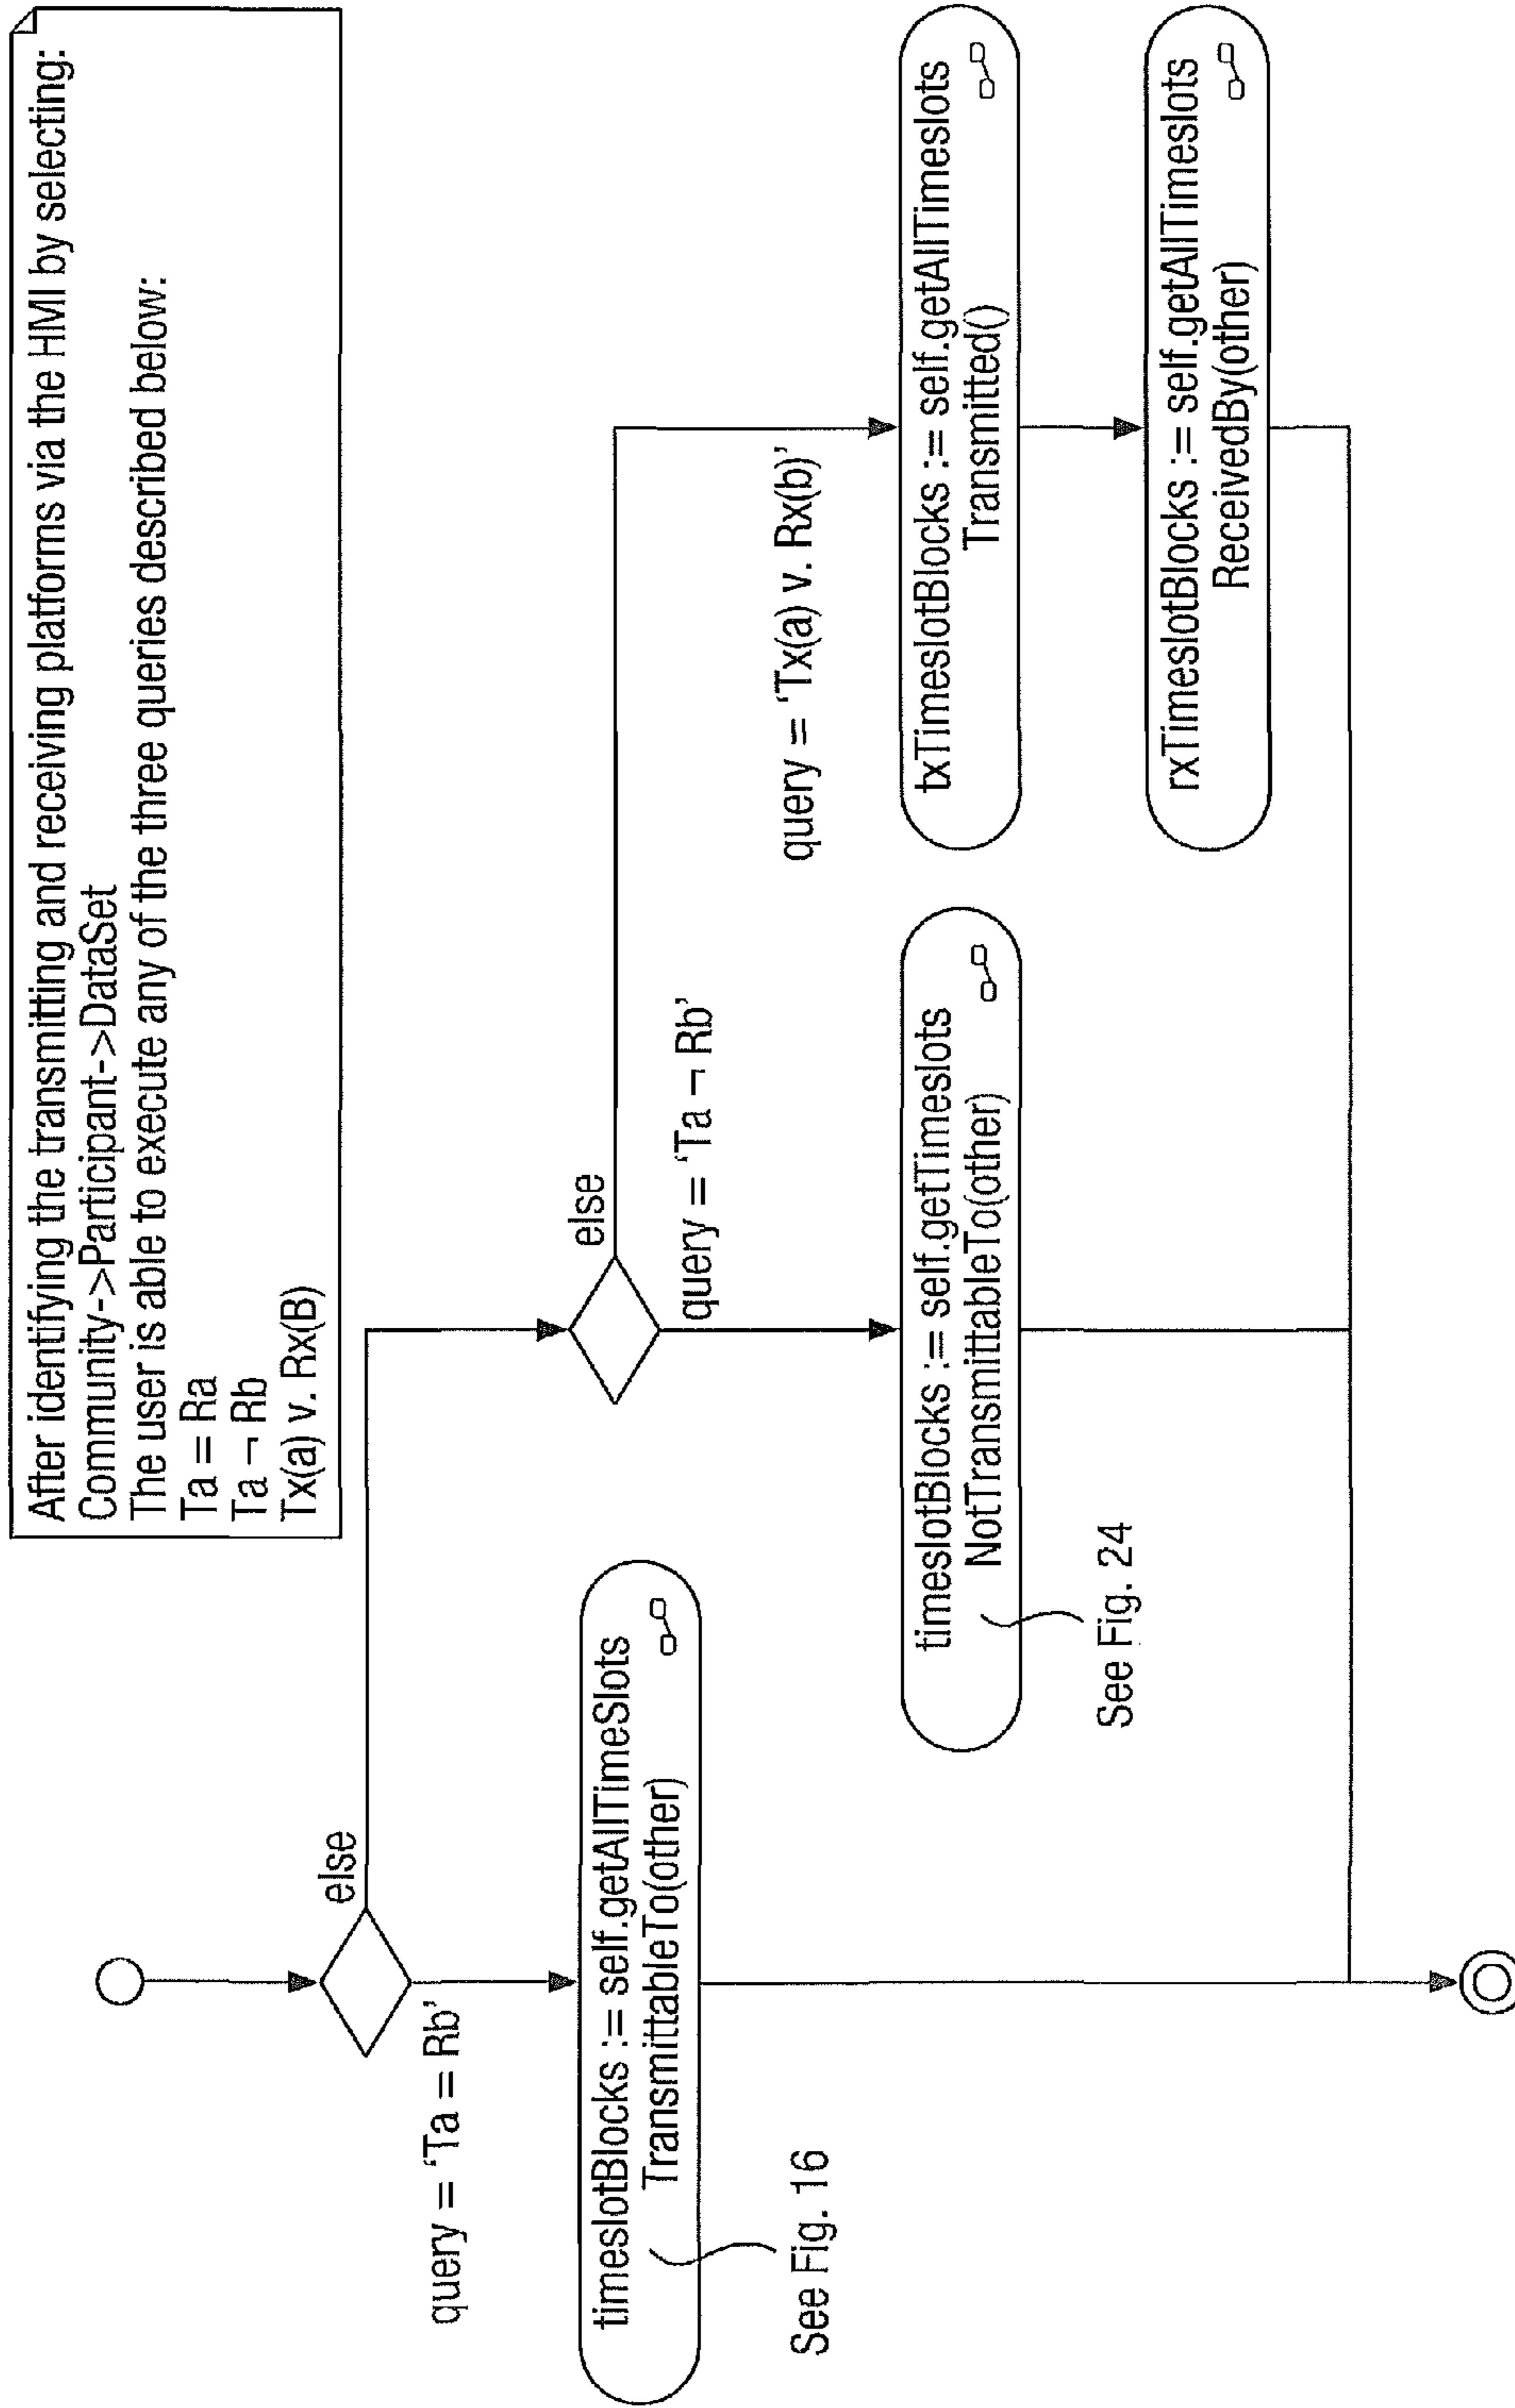 After identifying the transmitting and receiving platforms via the HMI by selecting:
Community->Participant->DataSet
The user is able to execute any of the three queries described below:
Ta = Ra
Ta ¬ Rb
Tx(a) v. Rx(B)
else
query = ‘Ta = Rb’
timeslotBlocks := self.getAllTimeSlots
TransmittableTo(other)
See Fig. 16
else
query = ‘Ta ¬ Rb’
timeslotBlocks := self.getTimeslots
NotTransmittableTo(other)
See Fig. 24
query = ‘Tx(a) v. Rx(b)’
txTimeslotBlocks := self.getAllTimeslots
Transmitted()
rxTimeslotBlocks := self.getAllTimeslots
ReceivedBy(other)